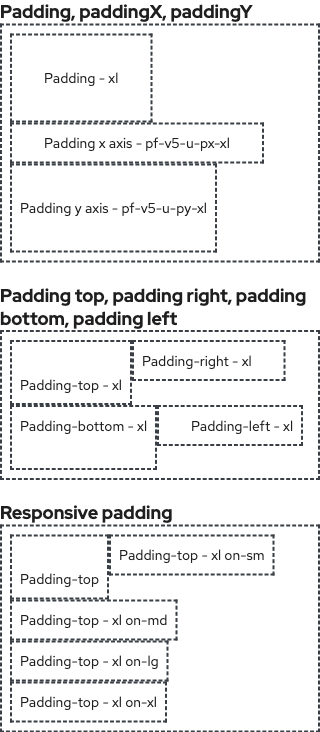 Padding, paddingX, paddingY
Padding - xl
Padding x axis - pf-v5-u-px-xl
Padding y axis - pf-v5-u-py-xl
Padding top, padding right, padding
bottom, padding left
Padding-top - xl
Padding-right - xl
Padding-bottom - xl
Padding-left - xl
Responsive padding
Padding-top
Padding-top - xl on-sm
Padding-top - xl on-md
Padding-top - xl on-lg
Padding-top - xl on-xl